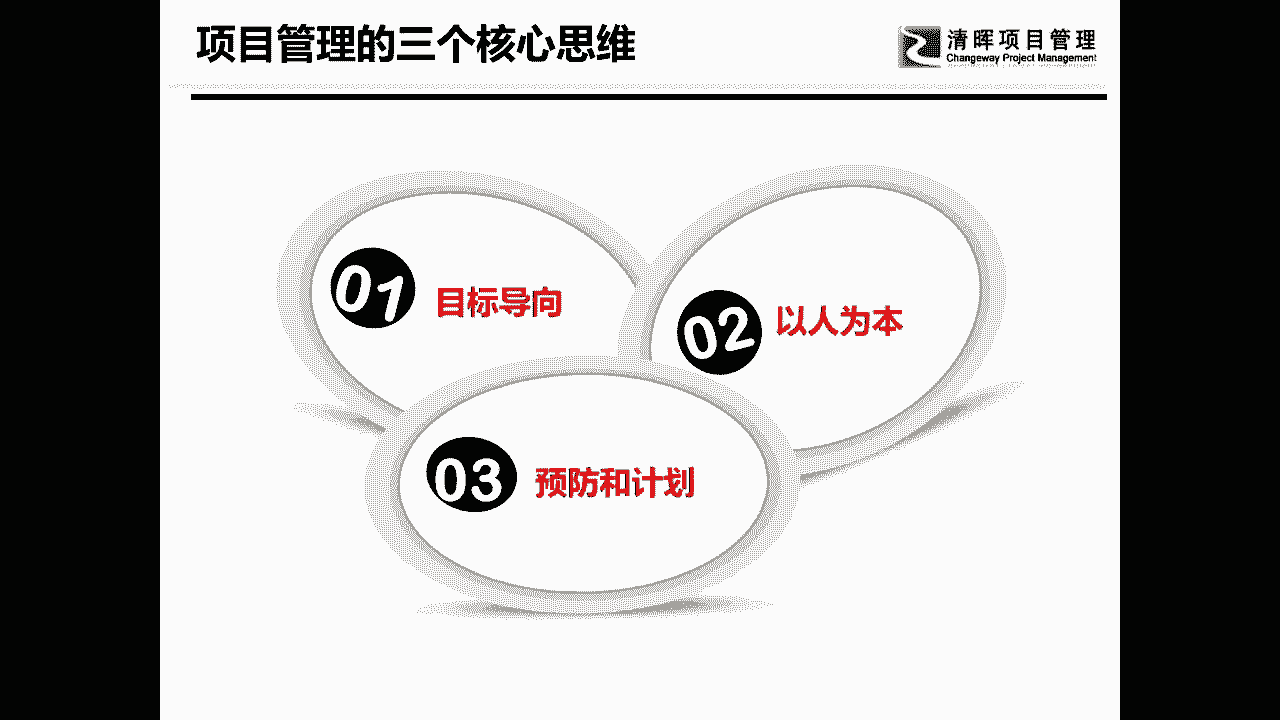 项目管理的三个核心思维
清晖项目管理
Changeway Project Management
01 目标导向
02 以人为本
03 预防和计划